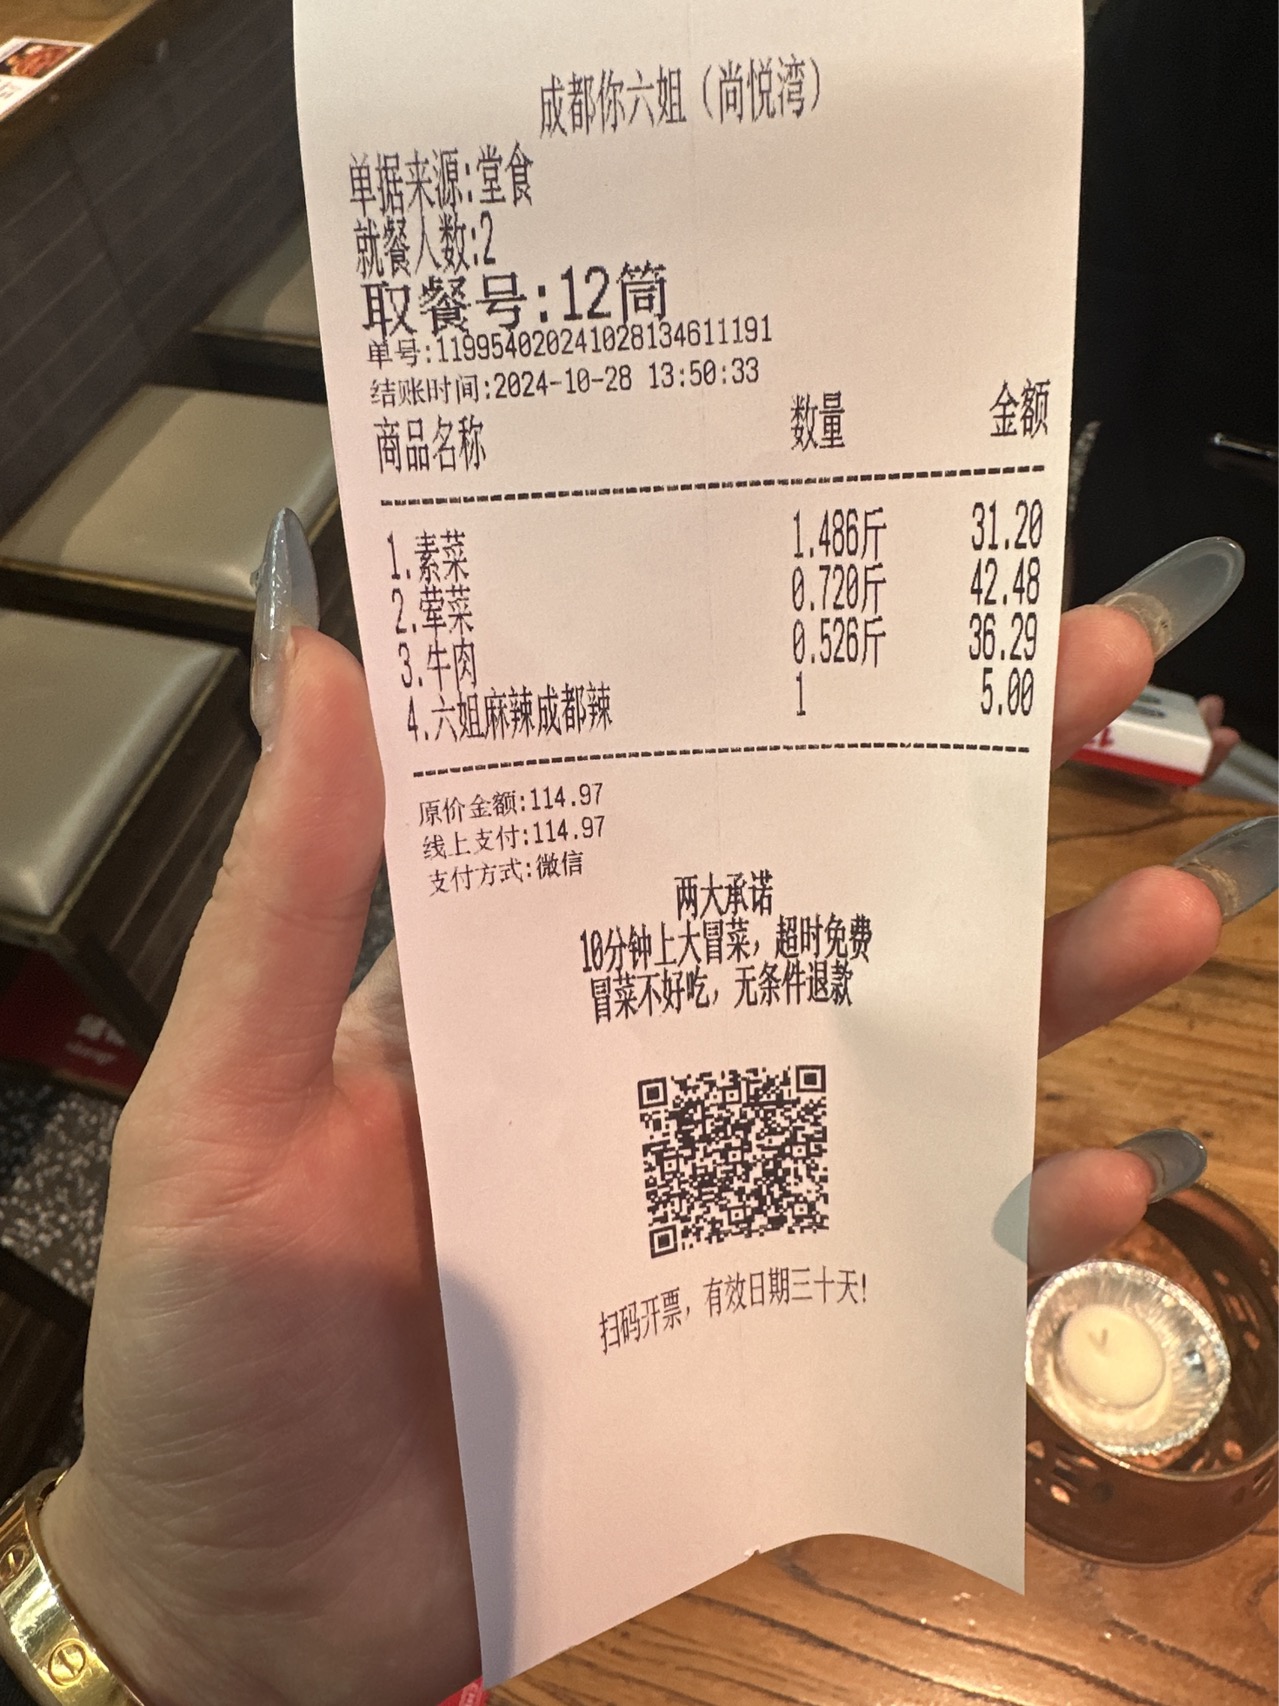 成都你六姐（尚悦湾）
单据来源:堂食
就餐人数:2
取餐号:12筒
单号:119954020241028134611191
结账时间:2024-10-28 13:50:33
商品名称 数量 金额
1.素菜 1.486斤 31.20
2.荤菜 0.720斤 42.48
3.牛肉 0.526斤 36.29
4.六姐麻辣成都辣 1 5.00
原价金额:114.97
线上支付:114.97
支付方式:微信
两大承诺
10分钟上大冒菜，超时免费
冒菜不好吃，无条件退款
扫码开票，有效日期三十天!